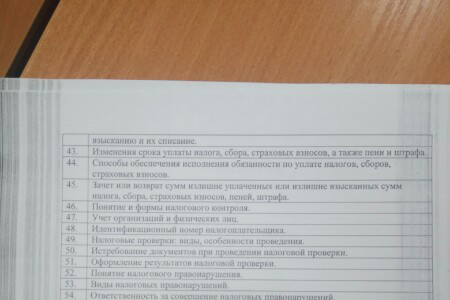 взысканию и их списание.
43. Изменения срока уплаты налога, сбора, страховых взносов, а также пени и штрафа
44. Способы обеспечения исполнения обязанности по уплате налогов, сборов,
страховых взносов.
45. Зачет или возврат сумм излишне уплаченных или излишне взысканных сумм
налога, сбора, страховых взносов, пеней, штрафа.
46. Понятие и формы налогового контроля.
47. Учет организаций и физических лиц.
48. Идентификационный номер налогоплательщика.
49. Налоговые проверки: виды, особенности проведения.
50. Истребование документов при проведении налоговой проверки.
51. Оформление результатов налоговой проверки.
52. Понятие налогового правонарушения.
53. Виды налоговых правонарушений.
54. Ответственность за совершение налоговых правонарушений